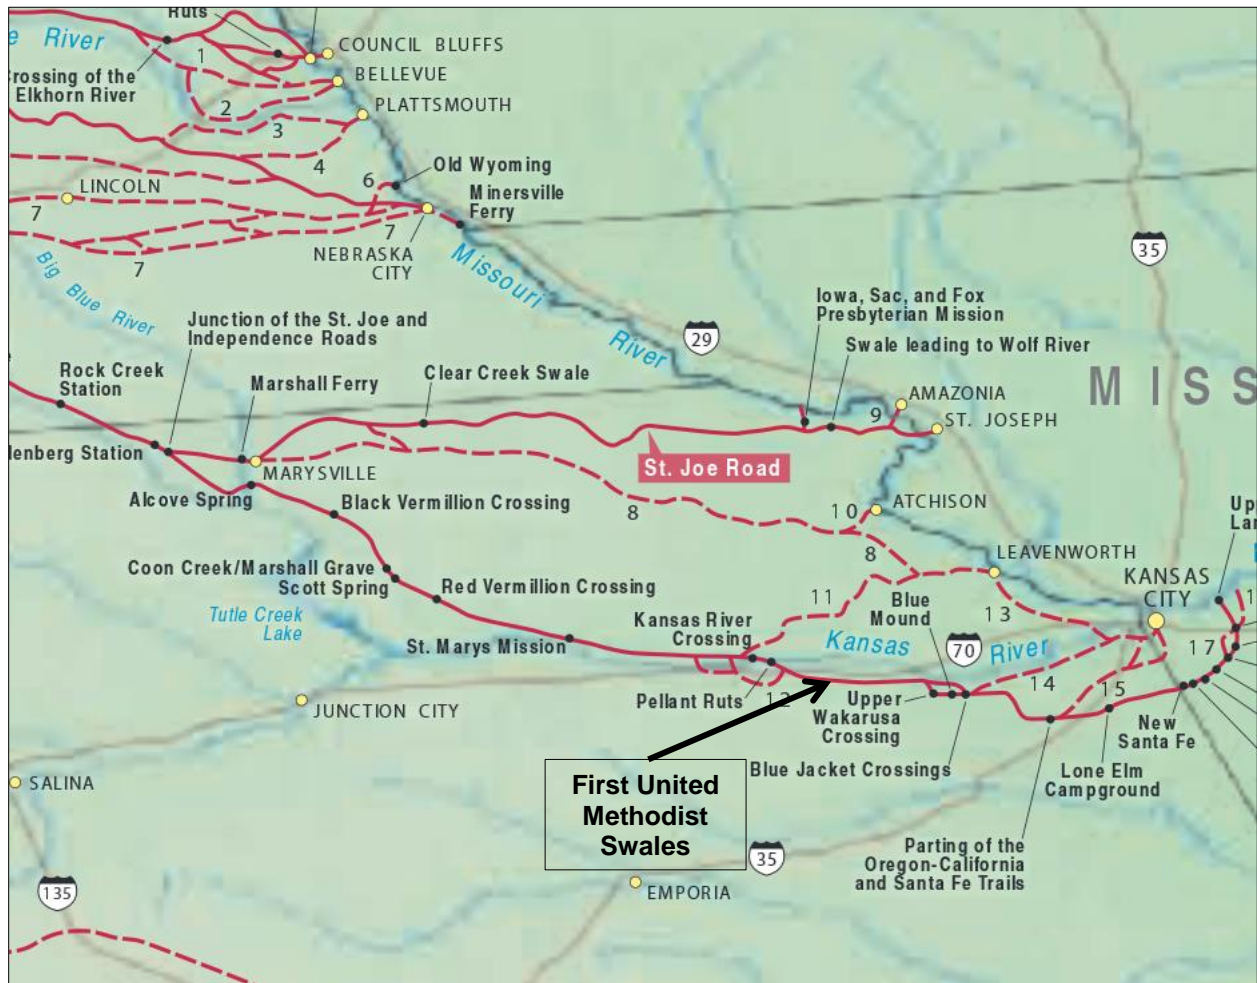 Ruts
River
COUNCIL BLUFFS
1
Crossing of the
Elkhorn River
BELLEVUE
2
PLATTSMOUTH
3
4
Old Wyoming
6
LINCOLN
Minersville
Ferry
7
7
NEBRASKA
CITY
7
Missouri
River
Big Blue River
35
Junction of the St. Joe and
Independence Roads
Iowa, Sac, and Fox
Presbyterian Mission
29
Swale leading to Wolf River
Rock Creek
Station
Marshall Ferry
Clear Creek Swale
AMAZONIA
MISS
9
ST. JOSEPH
lenberg Station
MARYSVILLE
St. Joe Road
Alcove Spring
Black Vermillion Crossing
8
10
ATCHISON
8
LEAVENWORTH
Coon Creek/Marshall Grave
Scott Spring
Red Vermillion Crossing
11
Blue
Mound
13
KANSAS
CITY
Tutle Creek
Lake
Kansas River
Crossing
St. Marys Mission
Kansas
River
70
17
Pellant Ruts
12
Upper
Wakarusa
Crossing
14
15
JUNCTION CITY
New
Santa Fe
First United
Methodist
Swales
Blue Jacket Crossings
Lone Elm
Campground
SALINA
35
Parting of the
Oregon-California
and Santa Fe Trails
135
EMPORIA